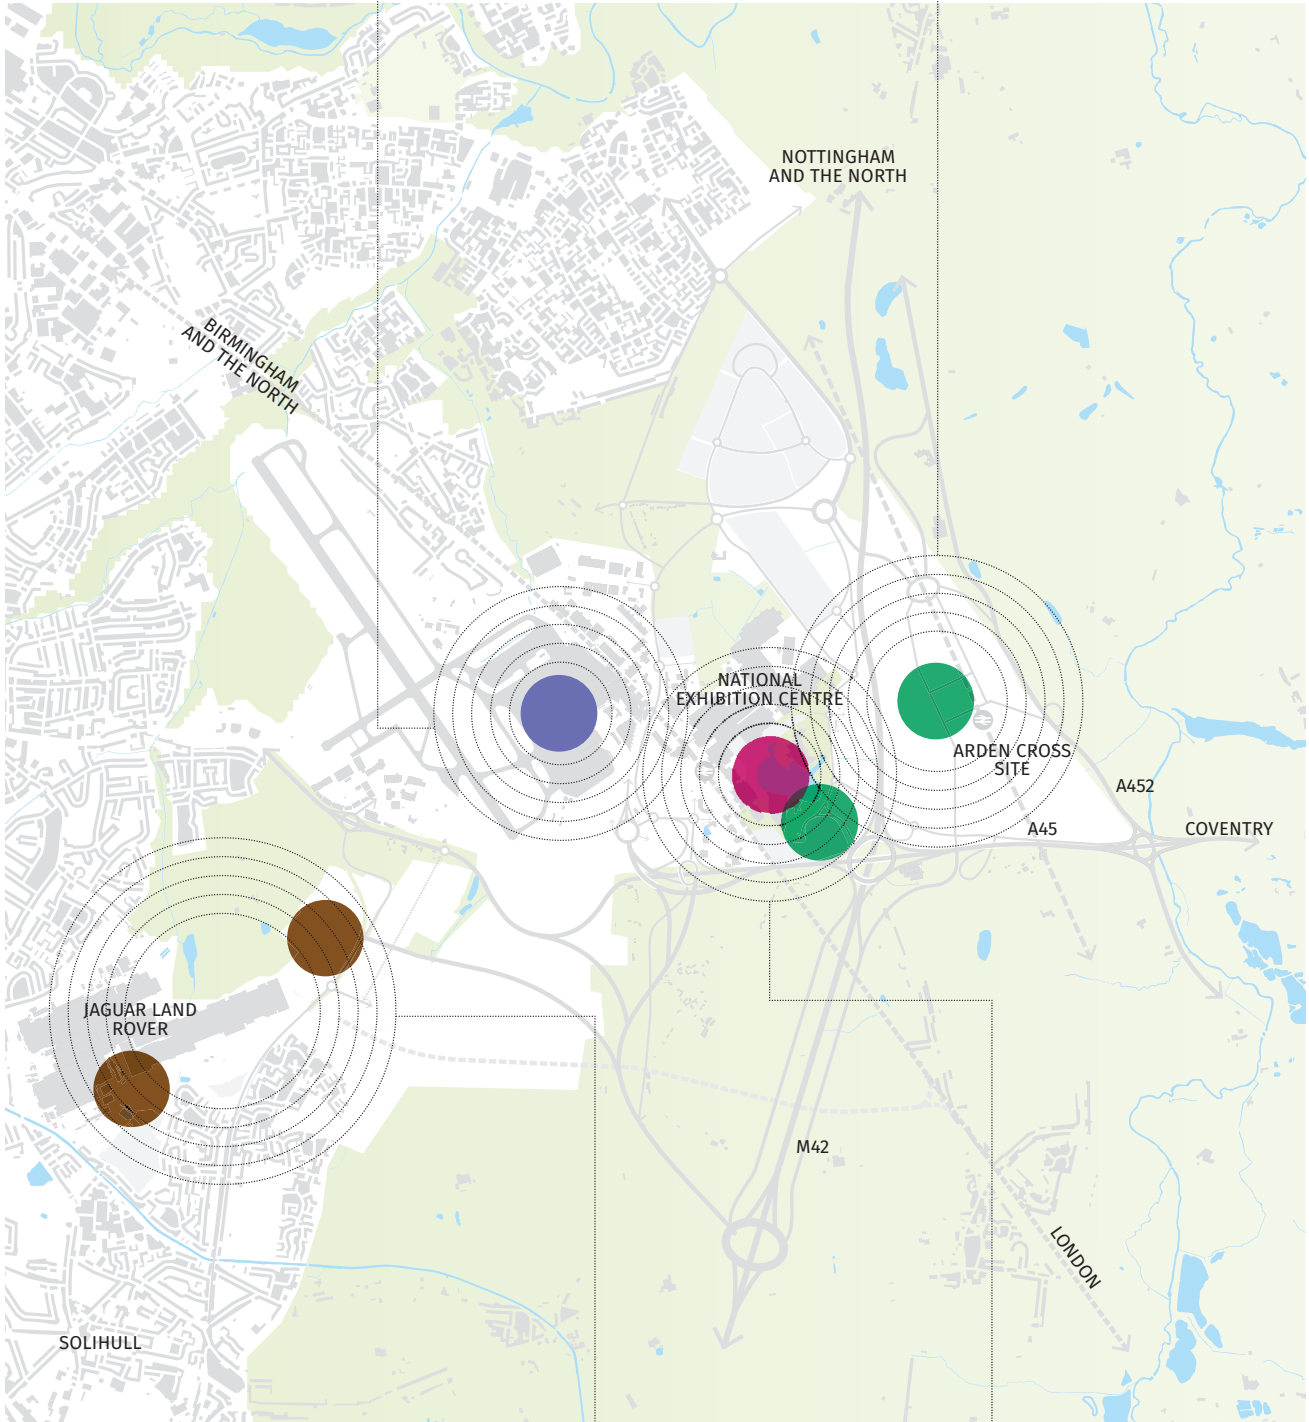 NOTTINGHAM
AND THE NORTH
BIRMINGHAM
AND THE NORTH
NATIONAL
EXHIBITION CENTRE
ARDEN CROSS
SITE
A452
A45
COVENTRY
JAGUAR LAND
ROVER
M42
LONDON
SOLIHULL